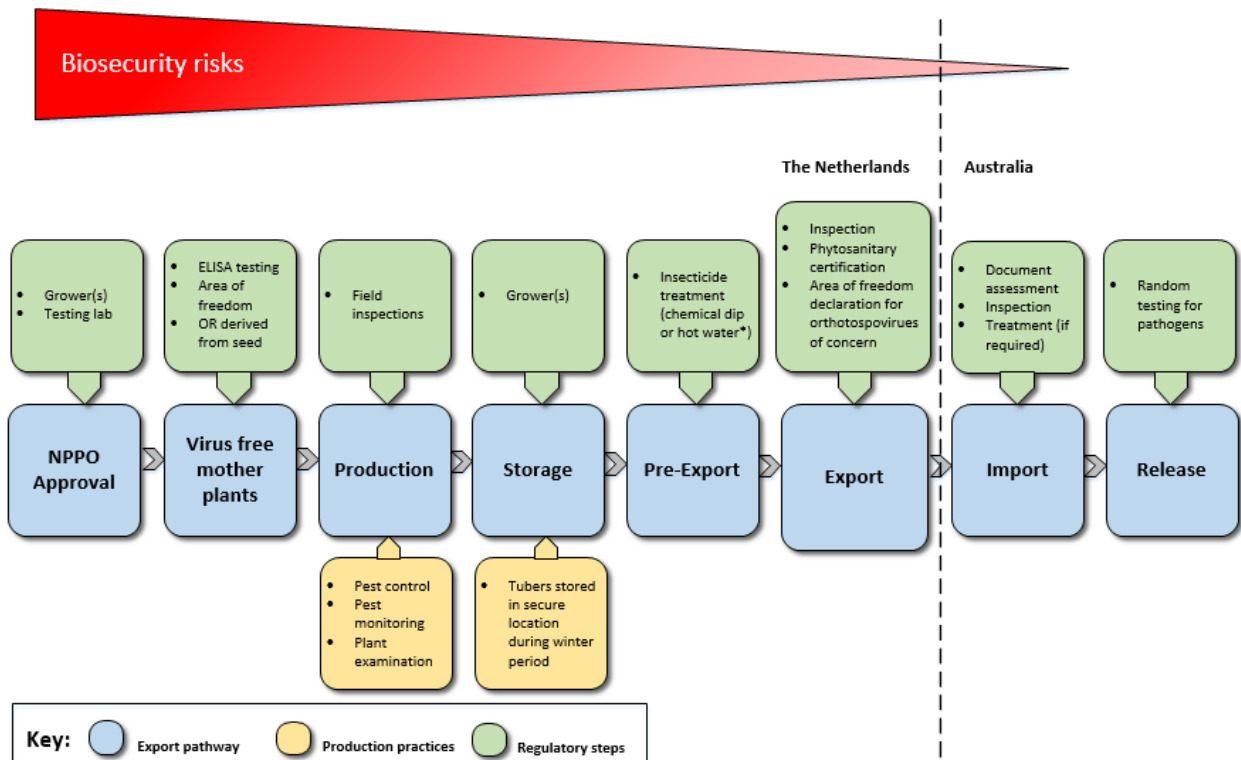 Biosecurity risks
The Netherlands
Australia
• Grower(s)
• Testing lab
• ELISA testing
• Area of
freedom
• OR derived
from seed
• Field
inspections
• Grower(s)
• Insecticide
treatment
(chemical dip
or hot water*)
• Inspection
• Phytosanitary
certification
• Area of freedom
declaration for
orthotospovirues
of concern
• Document
assessment
• Inspection
• Treatment (if
required)
• Random
testing for
pathogens
NPPO
Approval
Virus free
mother
plants
Production
Storage
Pre-Export
Export
Import
Release
• Pest control
• Pest
monitoring
• Plant
examination
• Tubers stored
in secure
location
during winter
period
Key:
Export pathway
Production practices
Regulatory steps